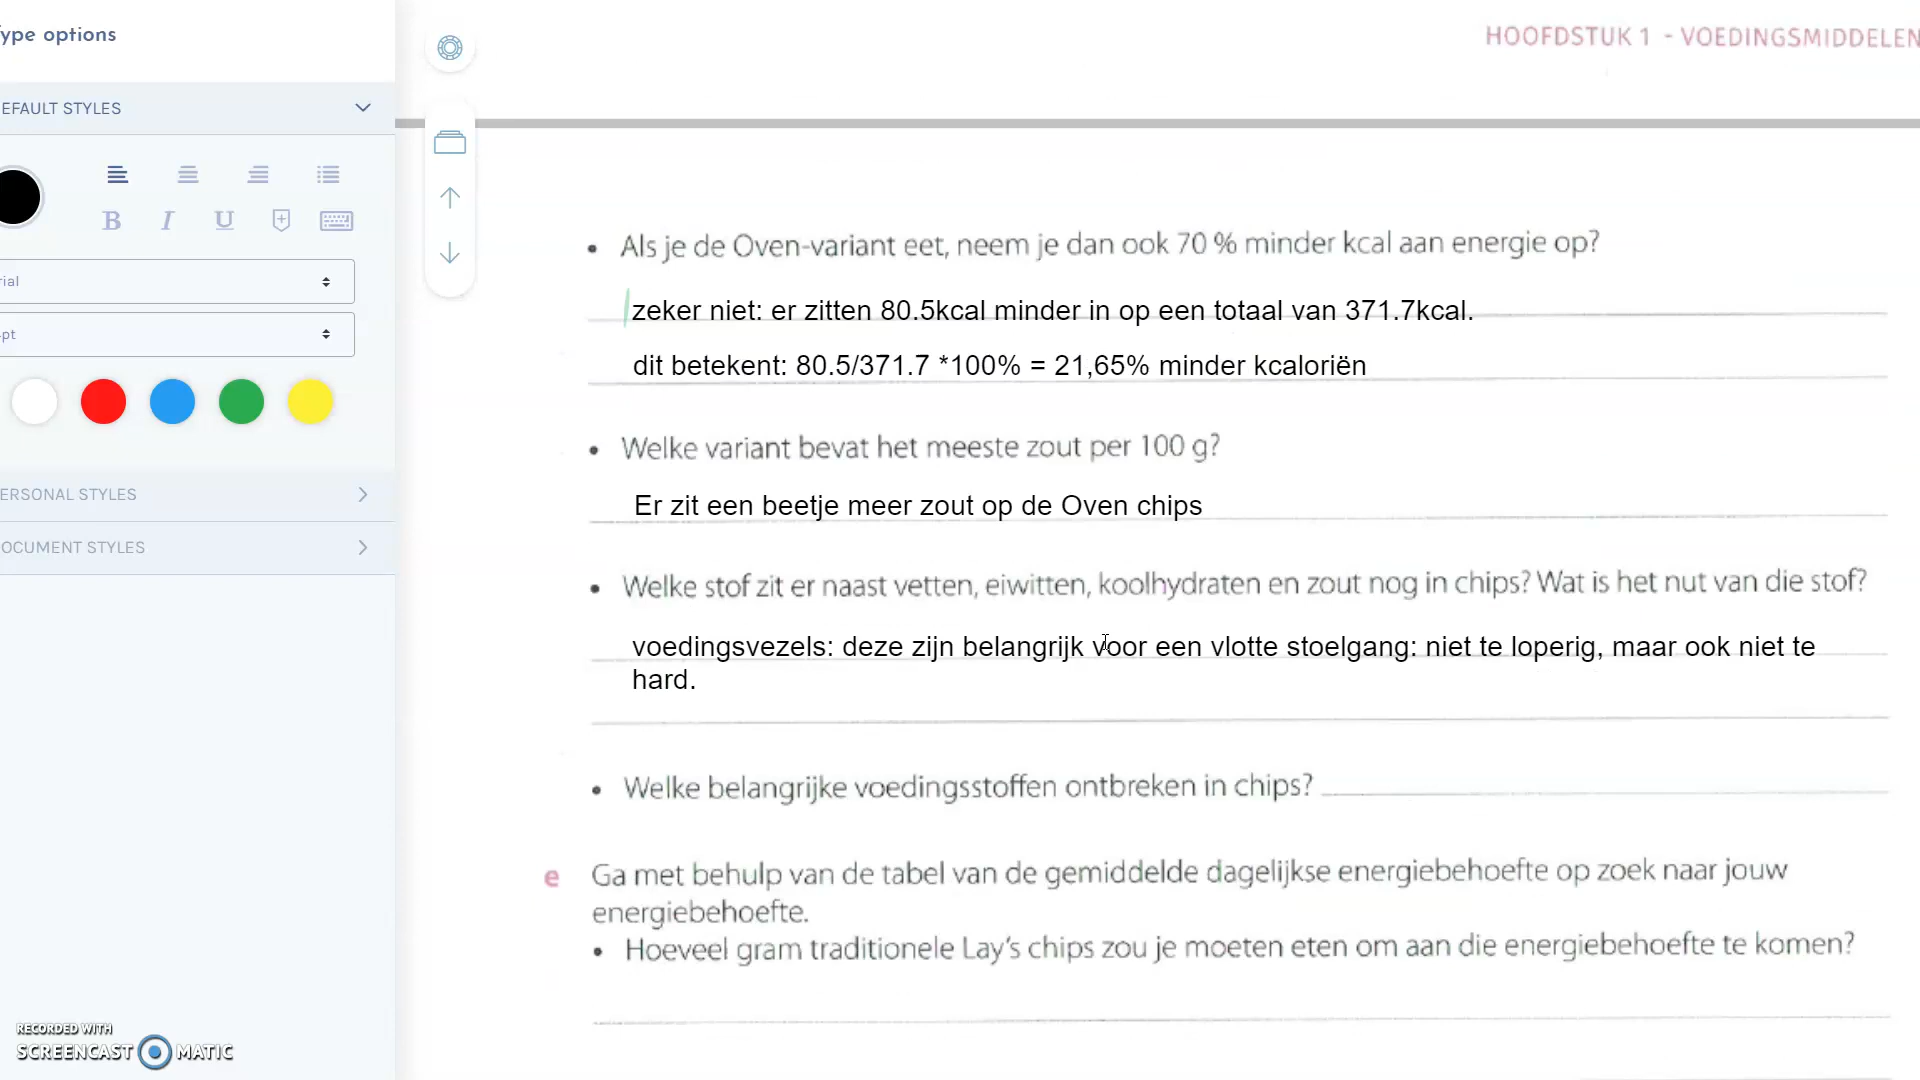 ype options
HOOFDSTUK 1 - VOEDINGSMIDDELEN
EFAULT STYLES
B I U
• Als je de Oven-variant eet, neem je dan ook 70 % minder kcal aan energie op?
rial
zeker niet: er zitten 80.5kcal minder in op een totaal van 371.7kcal.
pt
dit betekent: 80.5/371.7 *100% = 21,65% minder kcaloriën
• Welke variant bevat het meeste zout per 100 g?
ERSONAL STYLES
Er zit een beetje meer zout op de Oven chips
OCUMENT STYLES
• Welke stof zit er naast vetten, eiwitten, koolhydraten en zout nog in chips? Wat is het nut van die stof?
voedingsvezels: deze zijn belangrijk voor een vlotte stoelgang: niet te loperig, maar ook niet te
hard.
• Welke belangrijke voedingsstoffen ontbreken in chips?
e Ga met behulp van de tabel van de gemiddelde dagelijkse energiebehoefte op zoek naar jouw
energiebehoefte.
• Hoeveel gram traditionele Lay's chips zou je moeten eten om aan die energiebehoefte te komen?
RECORDED WITH
SCREENCAST MATIC